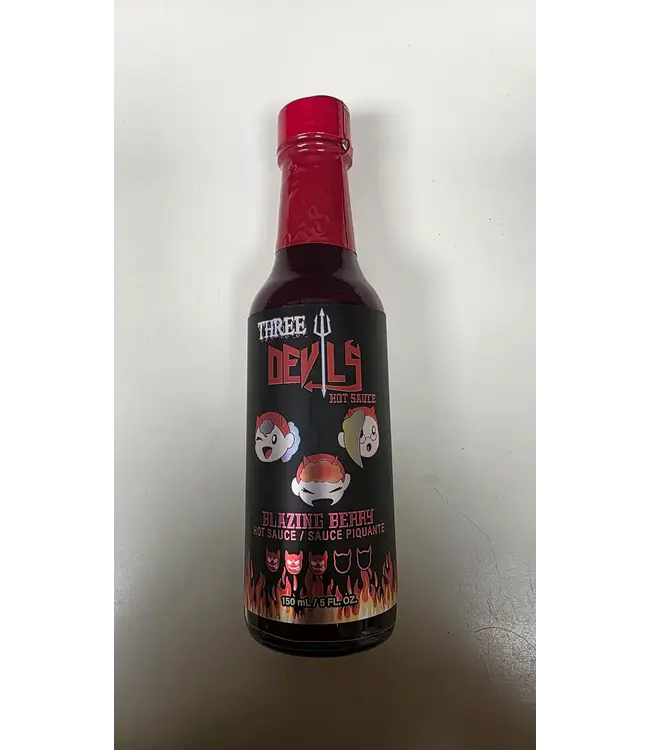 THREE
DEVILS
HOT SAUCE
BLAZING BERRY
HOT SAUCE / SAUCE PIQUANTE
150 mL / 5 FL. OZ.